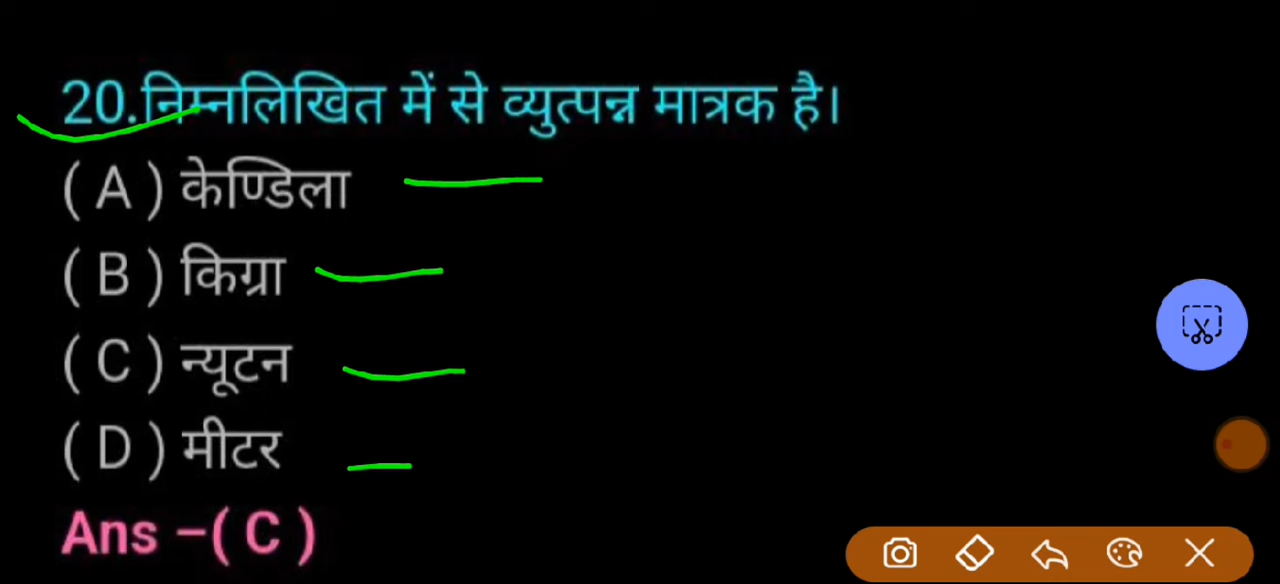 20.निम्नलिखित में से व्युत्पन्न मात्रक है।
( A ) केण्डिला
( B ) किग्रा
( C ) न्यूटन
( D ) मीटर
Ans –( C )